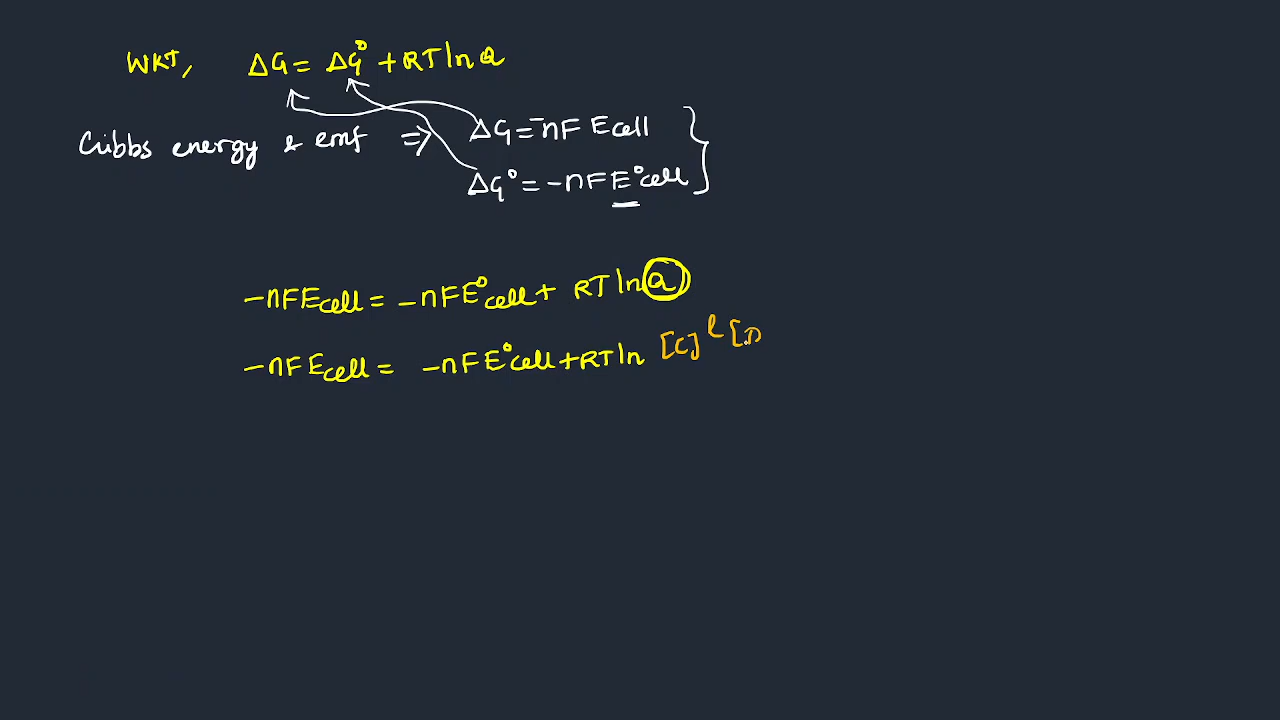 WKT, ΔG = ΔG° + RT ln Q
Gibbs energy & emf ⇒ ΔG = -nF Ecell
ΔG° = -nFE°cell
-nFEcell = -nFE°cell + RT ln Q
-nFEcell = -nFE°cell + RT ln [C]^l [D